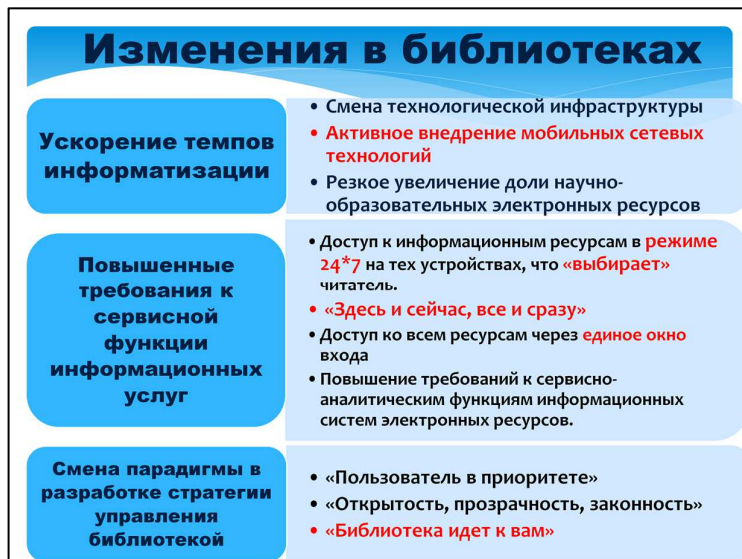 Изменения в библиотеках
Ускорение темпов
информатизации
• Смена технологической инфраструктуры
• Активное внедрение мобильных сетевых
технологий
• Резкое увеличение доли научно-
образовательных электронных ресурсов
Повышенные
требования к
сервисной
функции
информационных
услуг
• Доступ к информационным ресурсам в режиме
24*7 на тех устройствах, что «выбирает»
читатель.
• «Здесь и сейчас, все и сразу»
• Доступ ко всем ресурсам через единое окно
входа
• Повышение требований к сервисно-
аналитическим функциям информационных
систем электронных ресурсов.
Смена парадигмы в
разработке стратегии
управления
библиотекой
• «Пользователь в приоритете»
• «Открытость, прозрачность, законность»
• «Библиотека идет к вам»